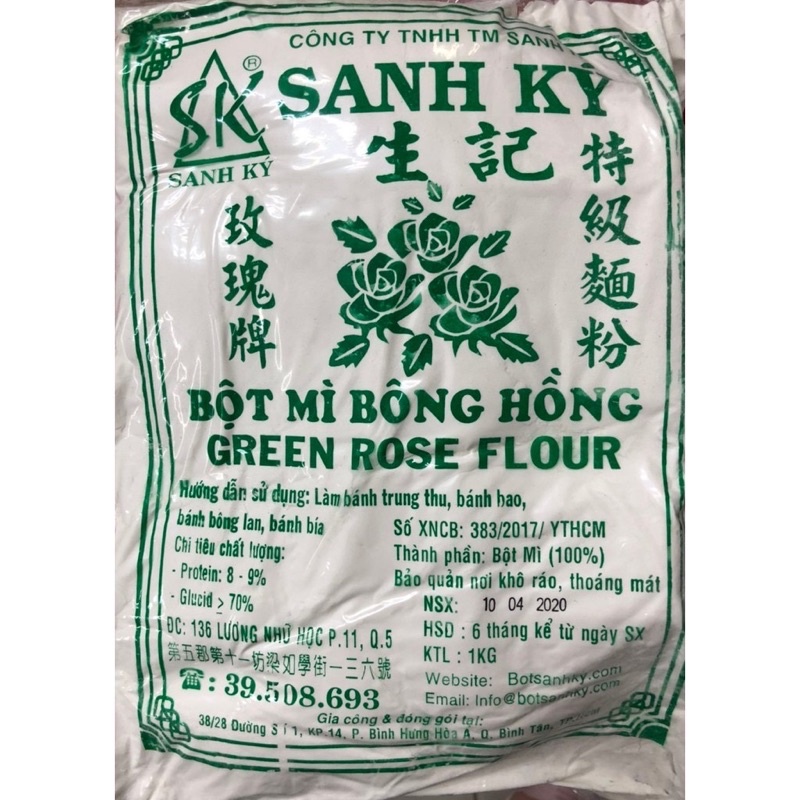 CÔNG TY TNHH TM SANH
SK®
SANH KÝ
SANH KÝ
生記
玫瑰牌
特級麵粉
BỘT MÌ BÔNG HỒNG
GREEN ROSE FLOUR
Hướng dẫn sử dụng: Làm bánh trung thu, bánh bao,
bánh bông lan, bánh bía
Chỉ tiêu chất lượng:
- Protein: 8 - 9%
- Glucid ≥ 70%
Số XNCB: 383/2017/ YTHCM
Thành phần: Bột Mì (100%)
Bảo quản nơi khô ráo, thoáng mát
NSX: 10 04 2020
HSD : 6 tháng kể từ ngày SX
KTL : 1KG
ĐC: 136 LƯƠNG NHỮ HỌC P.11, Q.5
第五郡第十一坊梁如學街一三六號
☎: 39.508.693
Website: Botsanhky.com
Email: Info@botsanhky.com
Gia công & đóng gói tại:
38/28 Đường Số 1, KP 14, P. Bình Hưng Hòa A, Q. Bình Tân,